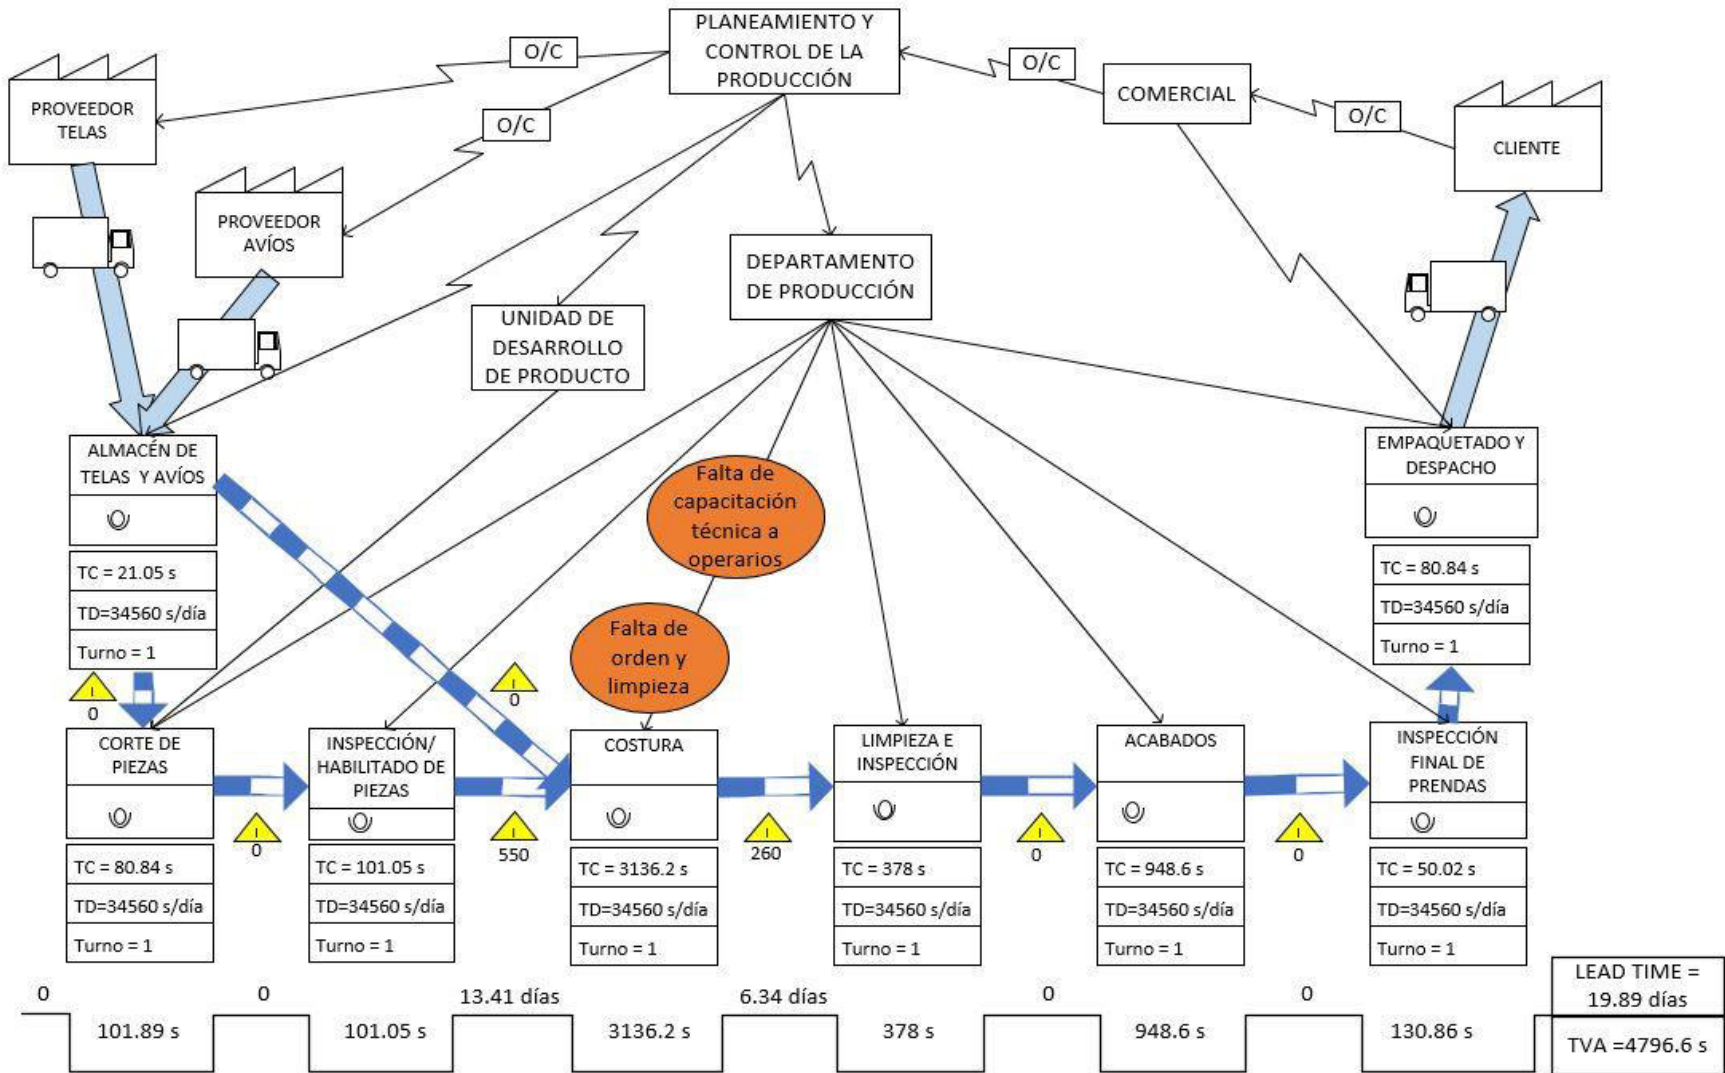 PLANEAMIENTO Y
CONTROL DE LA
PRODUCCIÓN
O/C
O/C
O/C
O/C
PROVEEDOR
TELAS
PROVEEDOR
AVÍOS
COMERCIAL
CLIENTE
UNIDAD DE
DESARROLLO
DE PRODUCTO
DEPARTAMENTO
DE PRODUCCIÓN
ALMACÉN DE
TELAS Y AVÍOS
TC = 21.05 s
TD=34560 s/día
Turno = 1
Falta de
capacitación
técnica a
operarios
Falta de
orden y
limpieza
EMPAQUETADO Y
DESPACHO
TC = 80.84 s
TD=34560 s/día
Turno = 1
I
0
I
0
CORTE DE
PIEZAS
TC = 80.84 s
TD=34560 s/día
Turno = 1
I
0
INSPECCIÓN/
HABILITADO DE
PIEZAS
TC = 101.05 s
TD=34560 s/día
Turno = 1
I
550
COSTURA
TC = 3136.2 s
TD=34560 s/día
Turno = 1
I
260
LIMPIEZA E
INSPECCIÓN
TC = 378 s
TD=34560 s/día
Turno = 1
I
0
ACABADOS
TC = 948.6 s
TD=34560 s/día
Turno = 1
I
0
INSPECCIÓN
FINAL DE
PRENDAS
TC = 50.02 s
TD=34560 s/día
Turno = 1
0
0
13.41 días
6.34 días
0
0
101.89 s
101.05 s
3136.2 s
378 s
948.6 s
130.86 s
LEAD TIME =
19.89 días
TVA =4796.6 s